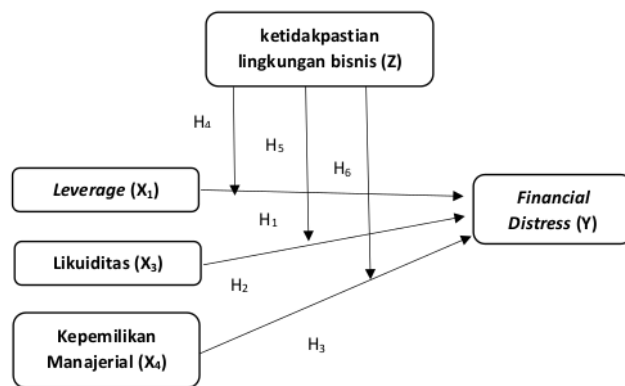 ketidakpastian
lingkungan bisnis (Z)
H4
H5
H6
Leverage (X1)
Financial
Distress (Y)
H1
Likuiditas (X3)
H2
Kepemilikan
Manajerial (X4)
H3